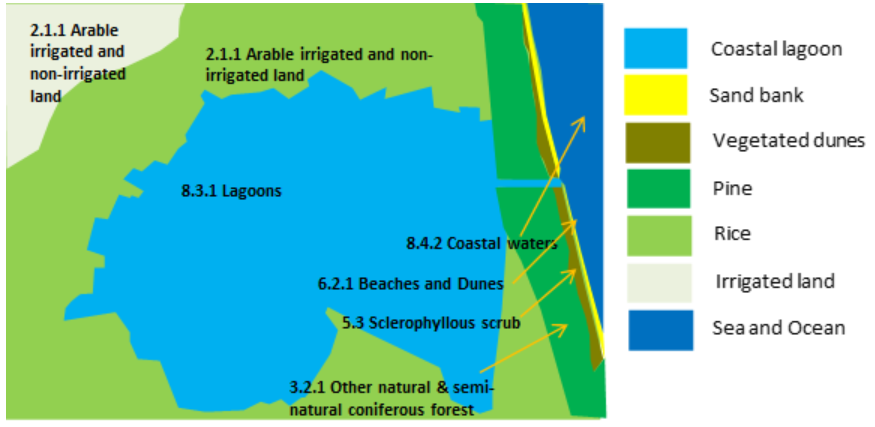 2.1.1 Arable
irrigated and
non-irrigated
land
2.1.1 Arable irrigated and non-
irrigated land
8.3.1 Lagoons
8.4.2 Coastal waters
6.2.1 Beaches and Dunes
5.3 Sclerophyllous scrub
3.2.1 Other natural & semi-
natural coniferous forest
Coastal lagoon
Sand bank
Vegetated dunes
Pine
Rice
Irrigated land
Sea and Ocean